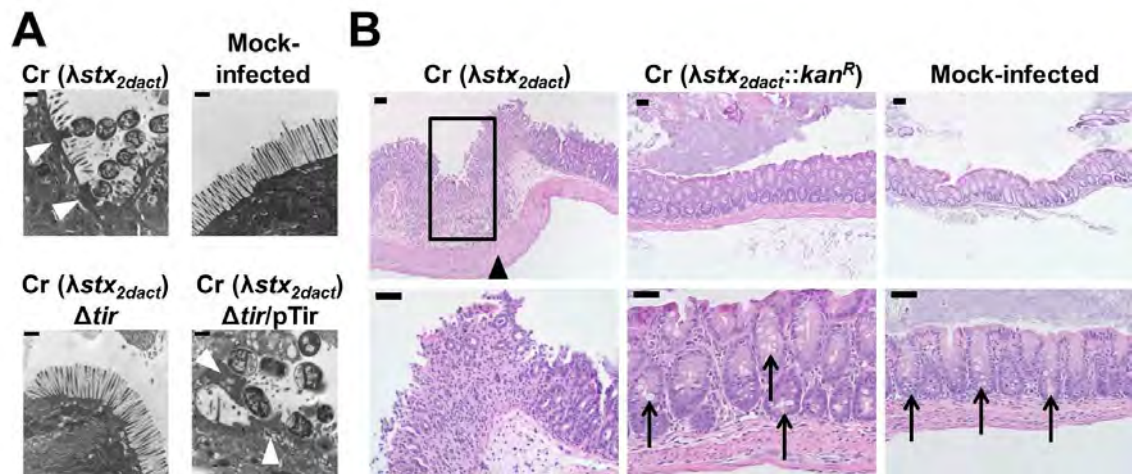 A
Cr (λstx2dact)
Mock-
infected
Cr (λstx2dact)
Δtir
Cr (λstx2dact)
Δtir/pTir
B
Cr (λstx2dact)
Cr (λstx2dact::kanR)
Mock-infected